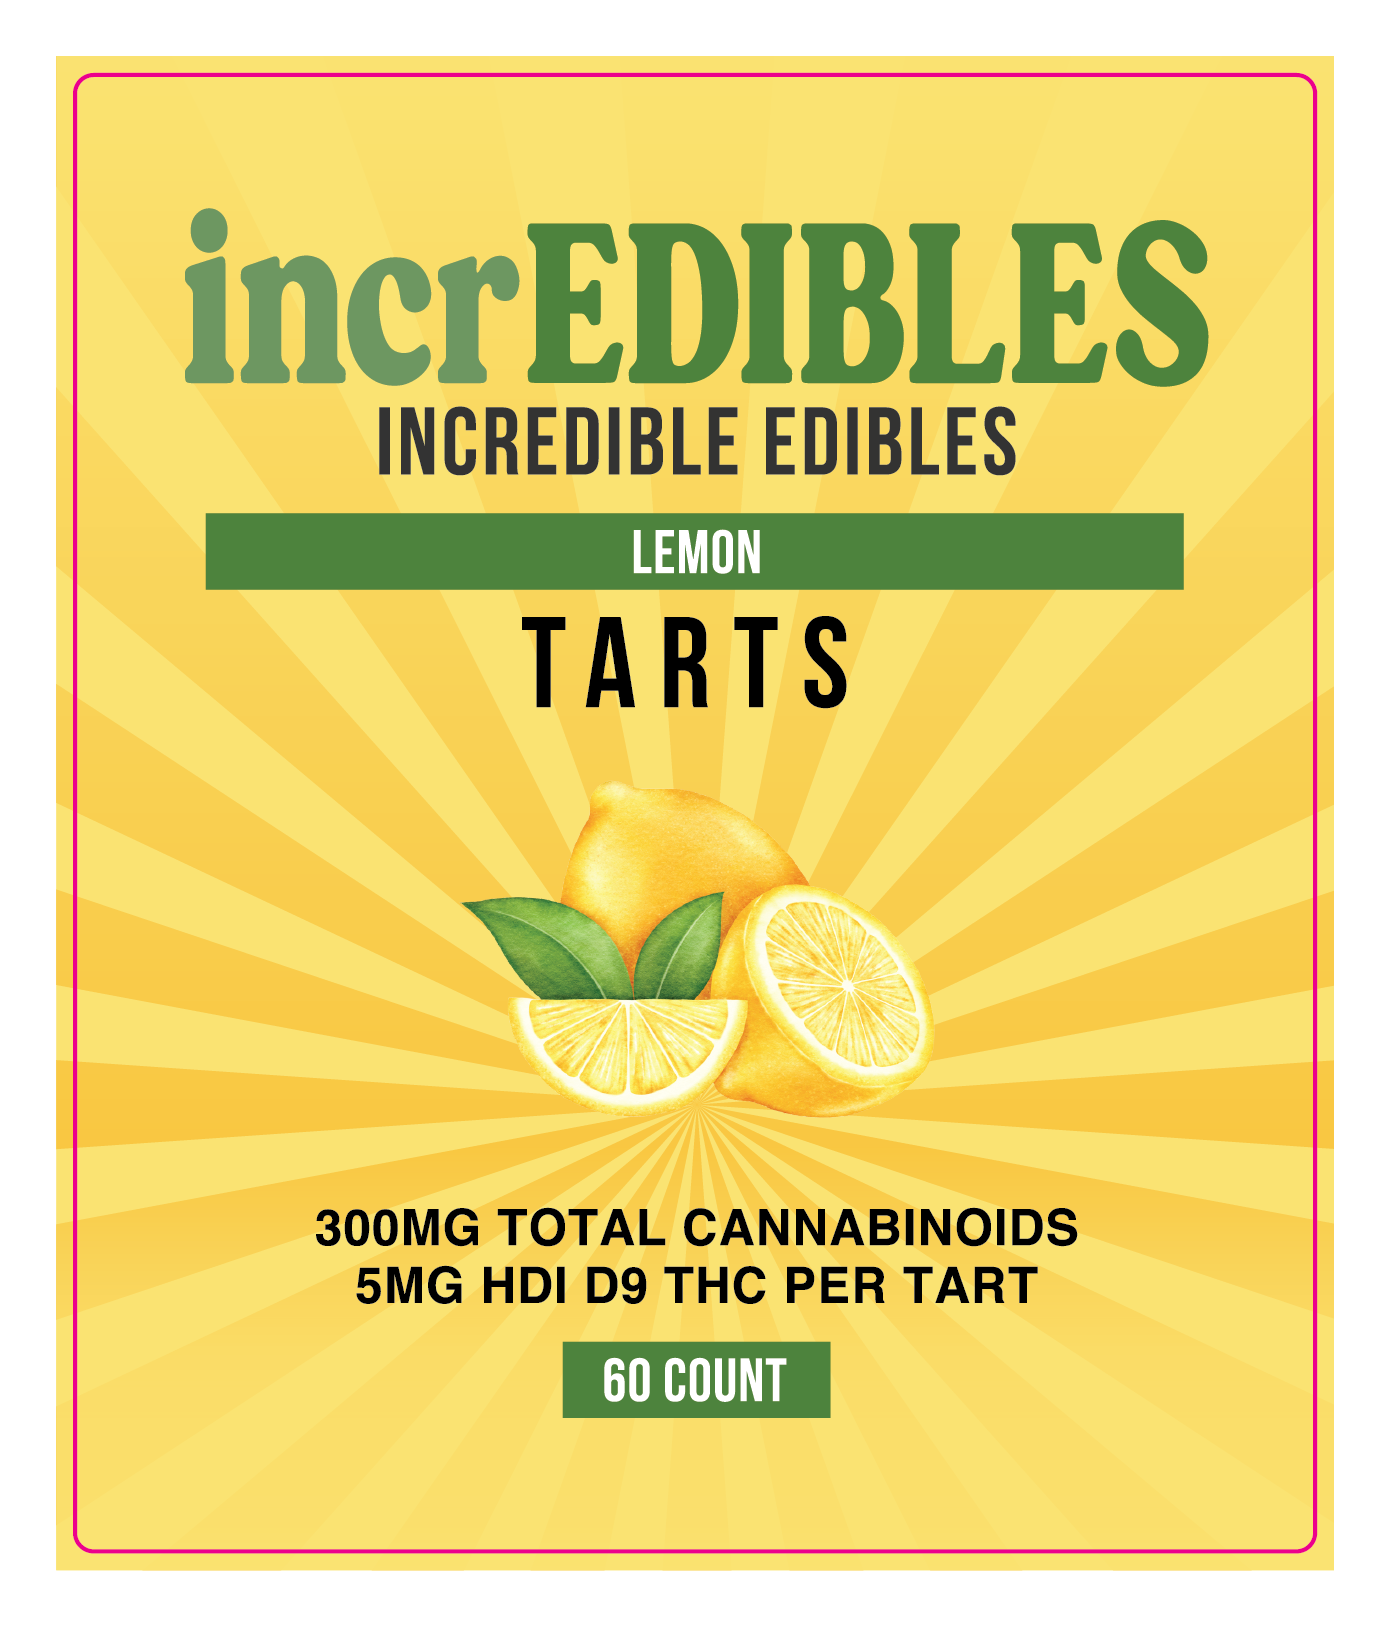 incrEDIBLES
INCREDIBLE EDIBLES
LEMON
TARTS
300MG TOTAL CANNABINOIDS
5MG HDI D9 THC PER TART
60 COUNT